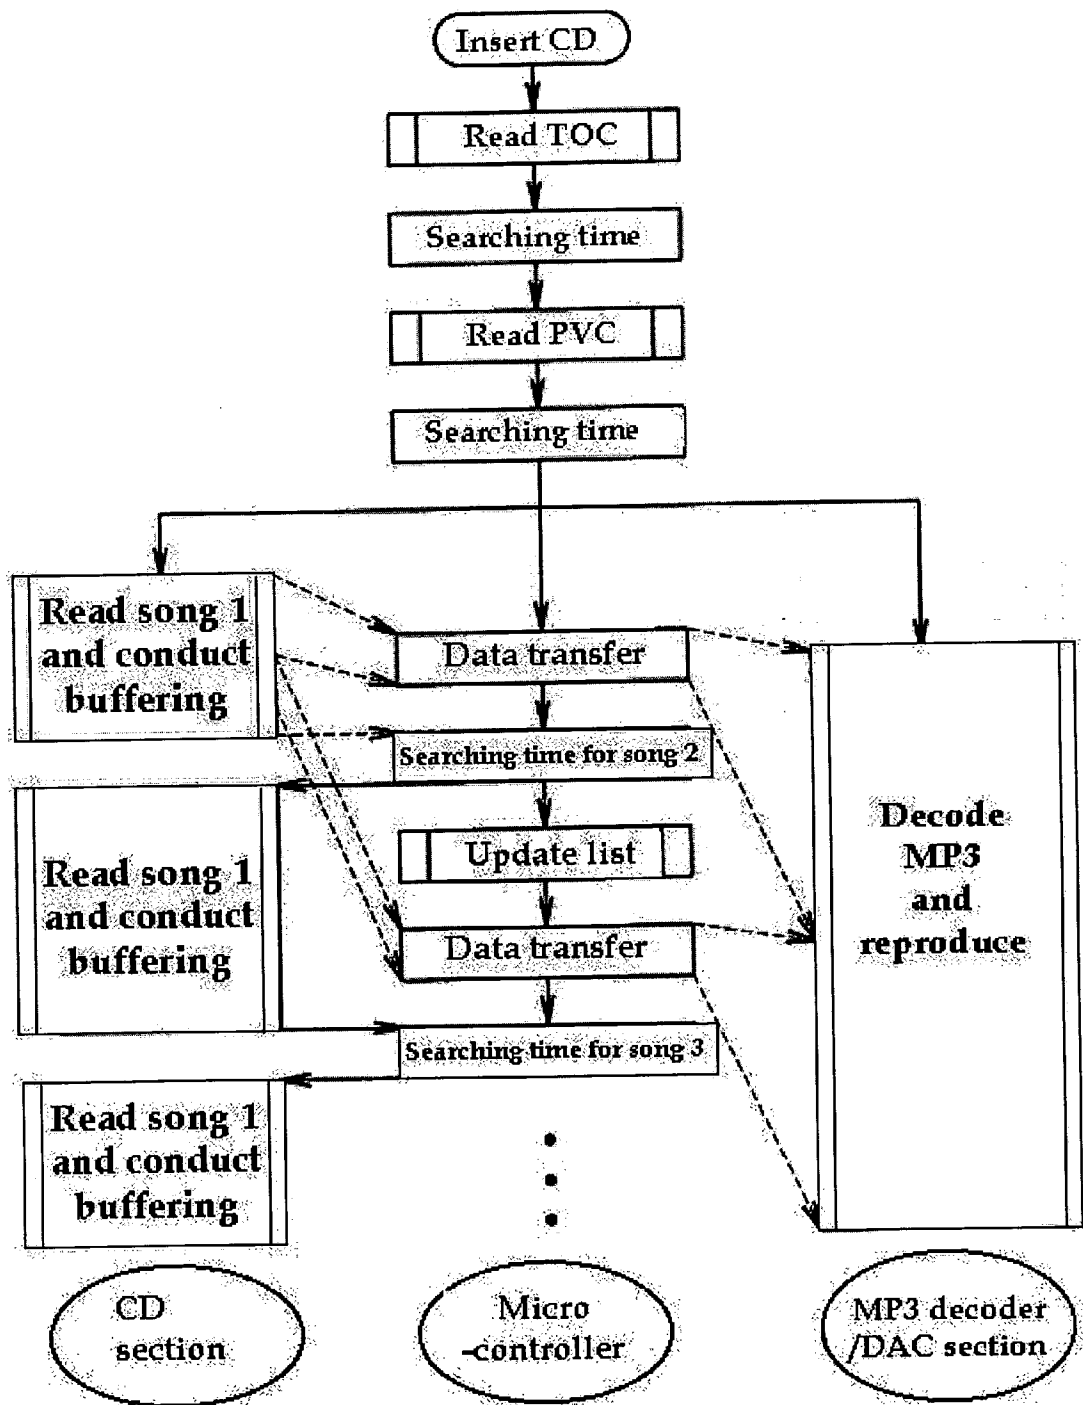 Insert CD
Read TOC
Searching time
Read PVC
Searching time
Read song 1
and conduct
buffering
Data transfer
Searching time for song 2
Read song 1
and conduct
buffering
Update list
Data transfer
Searching time for song 3
Read song 1
and conduct
buffering
Decode
MP3
and
reproduce
CD
section
Micro
-controller
MP3 decoder
/DAC section